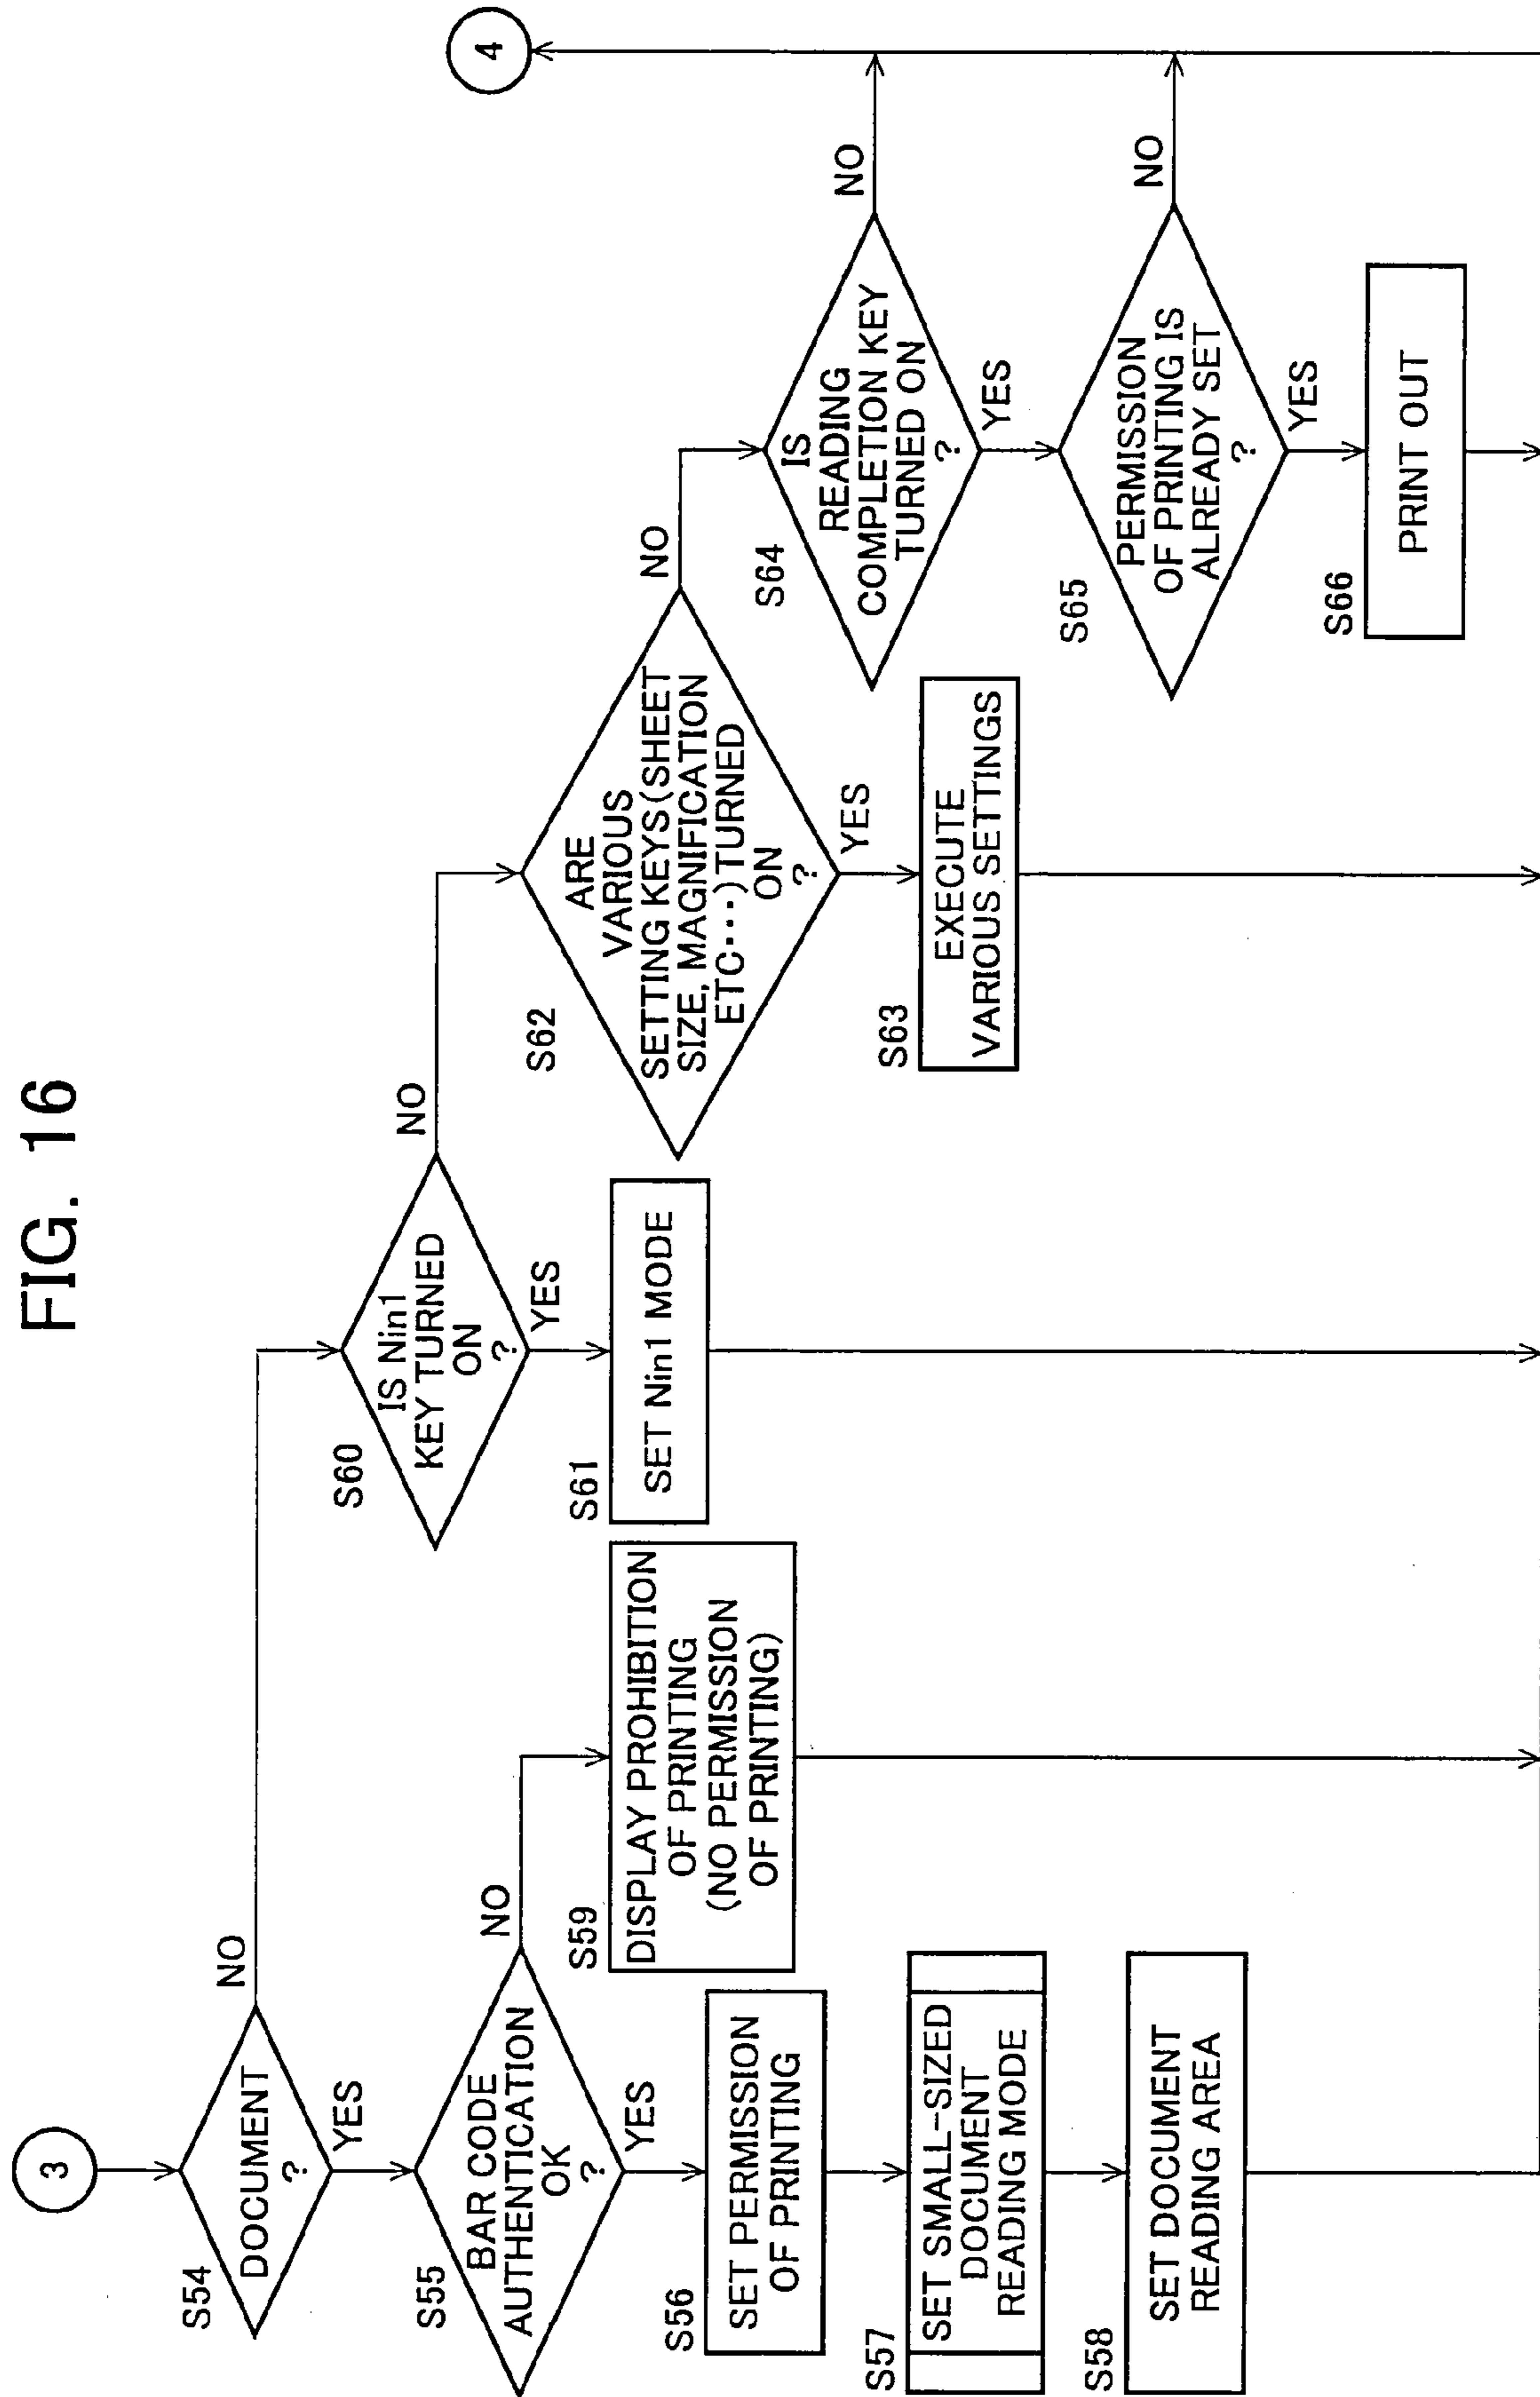 FIG. 16
3
S54
DOCUMENT
?
NO
YES
S55
BAR CODE
AUTHENTICATION
OK
?
NO
YES
S56
SET PERMISSION
OF PRINTING
S57
SET SMALL-SIZED
DOCUMENT
READING MODE
S58
SET DOCUMENT
READING AREA
S59
DISPLAY PROHIBITION
OF PRINTING
(NO PERMISSION
OF PRINTING)
S60
IS Nin1
KEY TURNED
ON
?
NO
YES
S61
SET Nin1 MODE
S62
ARE
VARIOUS
SETTING KEYS(SHEET
SIZE, MAGNIFICATION
ETC···)TURNED
ON
?
NO
YES
S63
EXECUTE
VARIOUS SETTINGS
S64
IS
READING
COMPLETION KEY
TURNED ON
?
NO
YES
S65
PERMISSION
OF PRINTING IS
ALREADY SET
?
NO
YES
S66
PRINT OUT
4